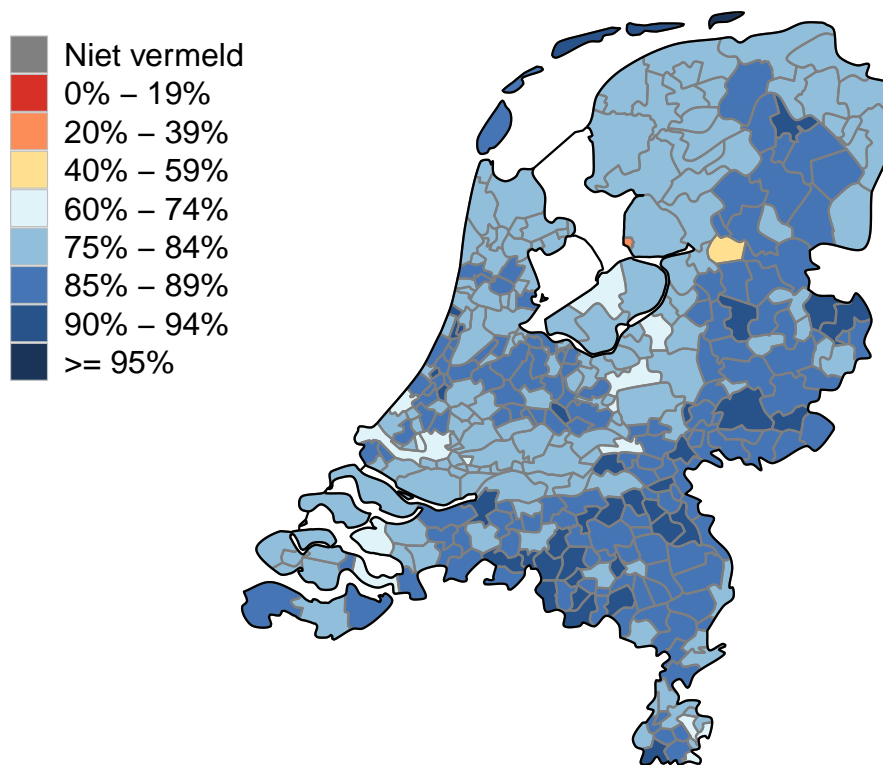 Niet vermeld
0% – 19%
20% – 39%
40% – 59%
60% – 74%
75% – 84%
85% – 89%
90% – 94%
>= 95%